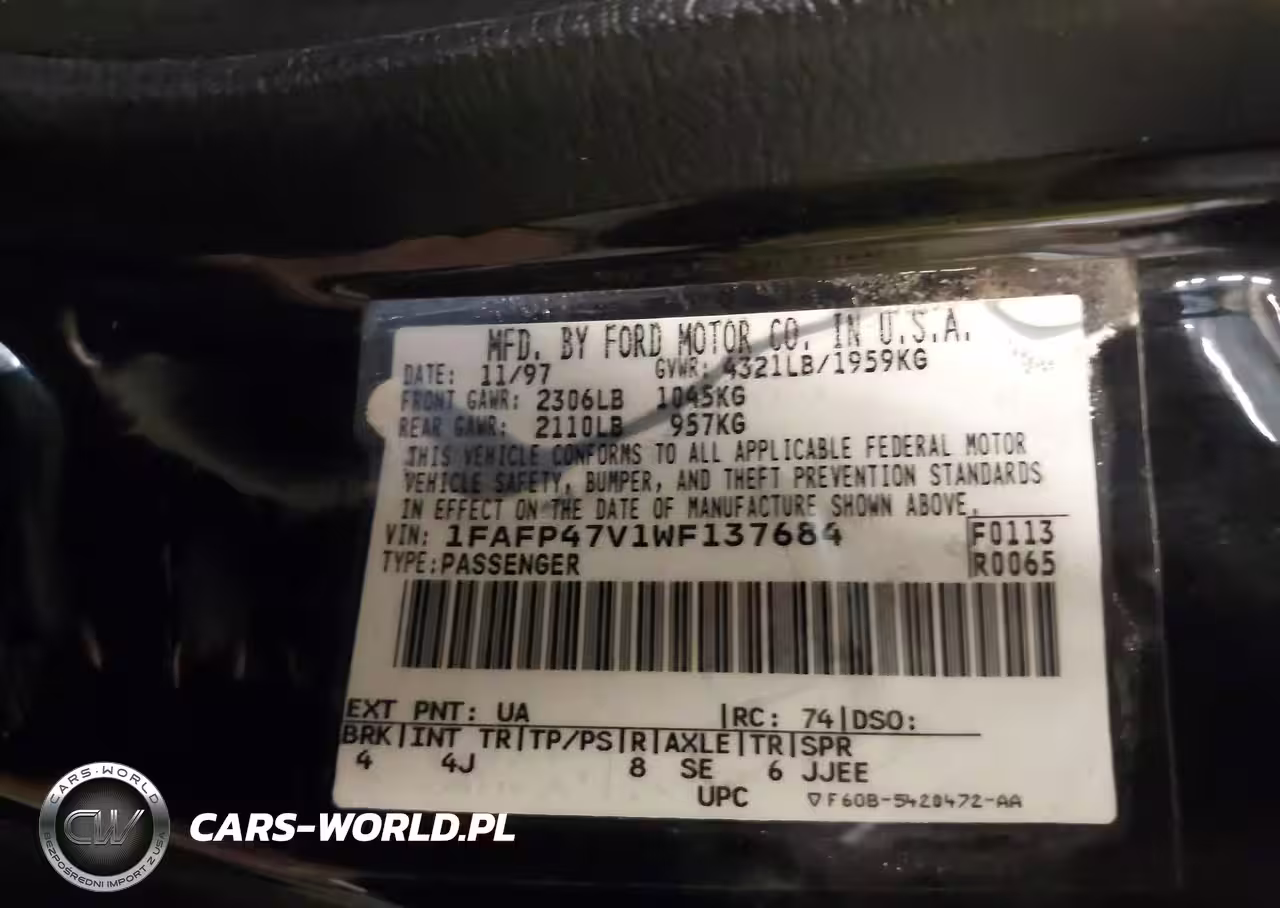 MFD. BY FORD MOTOR CO. IN U.S.A.
DATE: 11/97 GVWR: 4321LB/1959KG
FRONT GAWR: 2306LB 1045KG
REAR GAWR: 2110LB 957KG
THIS VEHICLE CONFORMS TO ALL APPLICABLE FEDERAL MOTOR
VEHICLE SAFETY, BUMPER, AND THEFT PREVENTION STANDARDS
IN EFFECT ON THE DATE OF MANUFACTURE SHOWN ABOVE.
VIN: 1FAFP47V1WF137684 F0113
TYPE: PASSENGER R0065
EXT PNT: UA |RC: 74|DSO:
BRK|INT TR|TP/PS|R|AXLE|TR|SPR
4 4J 8 SE 6 JJEE
UPC ▽F60B-5420472-AA
CARS-WORLD
CW
BEZPOŚREDNI IMPORT Z USA
CARS-WORLD.PL